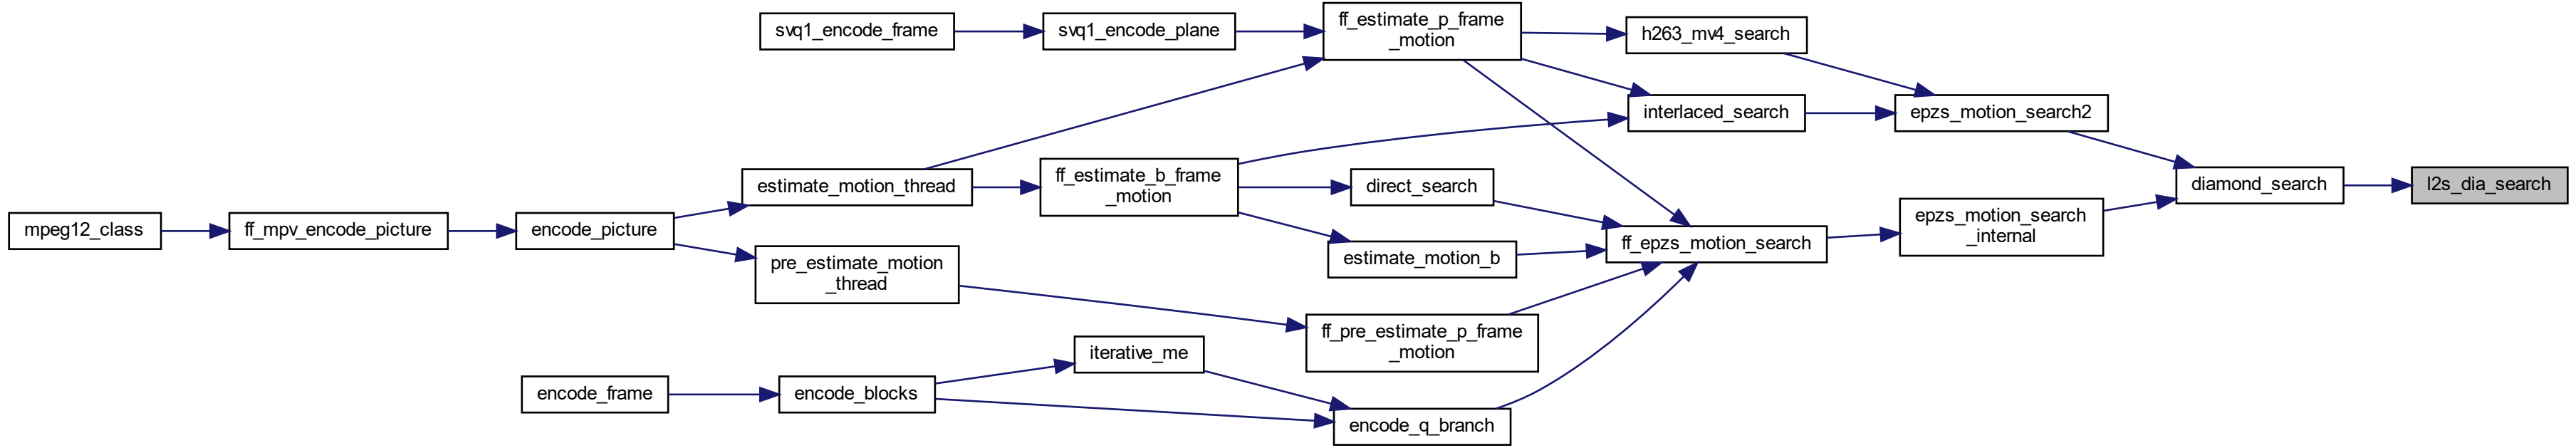 svq1_encode_frame
svq1_encode_plane
ff_estimate_p_frame
_motion
h263_mv4_search
interlaced_search
epzs_motion_search2
estimate_motion_thread
ff_estimate_b_frame
_motion
direct_search
diamond_search
l2s_dia_search
mpeg12_class
ff_mpv_encode_picture
encode_picture
pre_estimate_motion
_thread
estimate_motion_b
ff_epzs_motion_search
epzs_motion_search
_internal
ff_pre_estimate_p_frame
_motion
iterative_me
encode_frame
encode_blocks
encode_q_branch